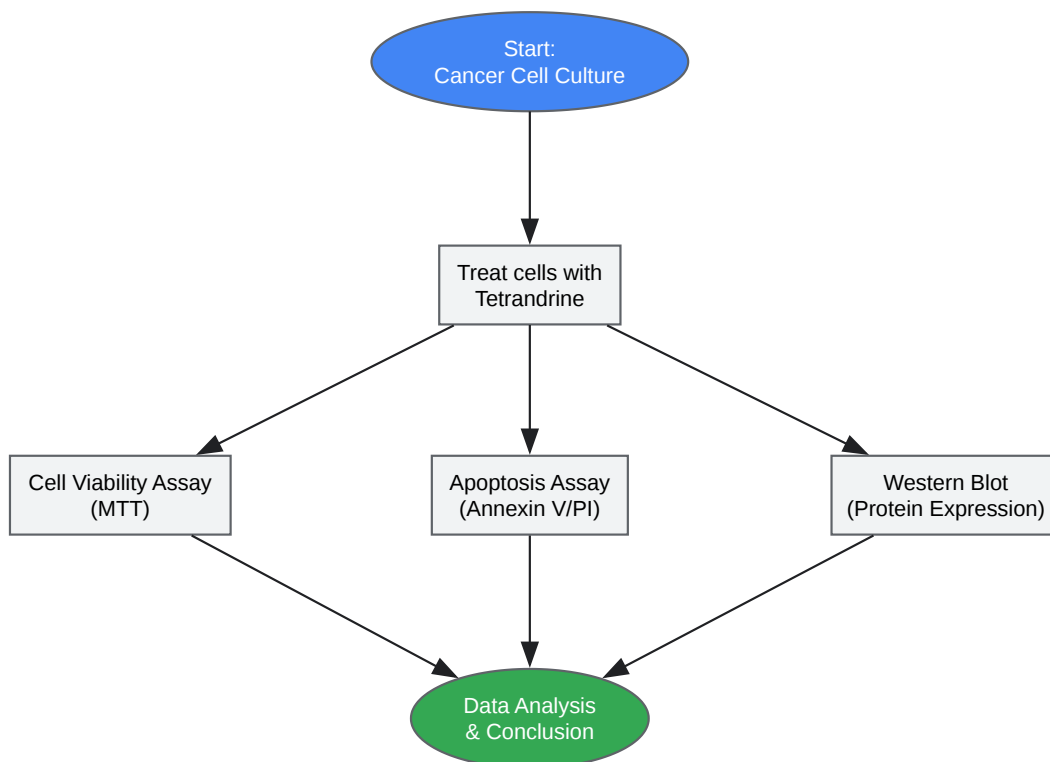 Start:
Cancer Cell Culture
Treat cells with
Tetrandrine
Cell Viability Assay
(MTT)
Apoptosis Assay
(Annexin V/PI)
Western Blot
(Protein Expression)
Data Analysis
& Conclusion